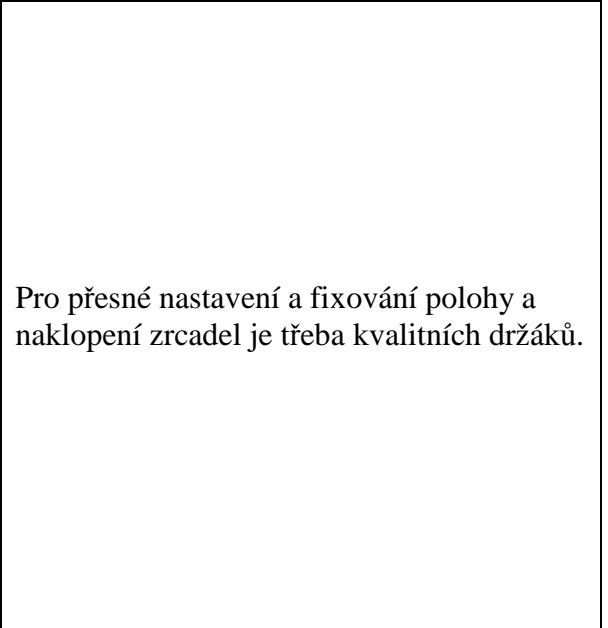 Pro přesné nastavení a fixování polohy a
naklopení zrcadel je třeba kvalitních držáků.